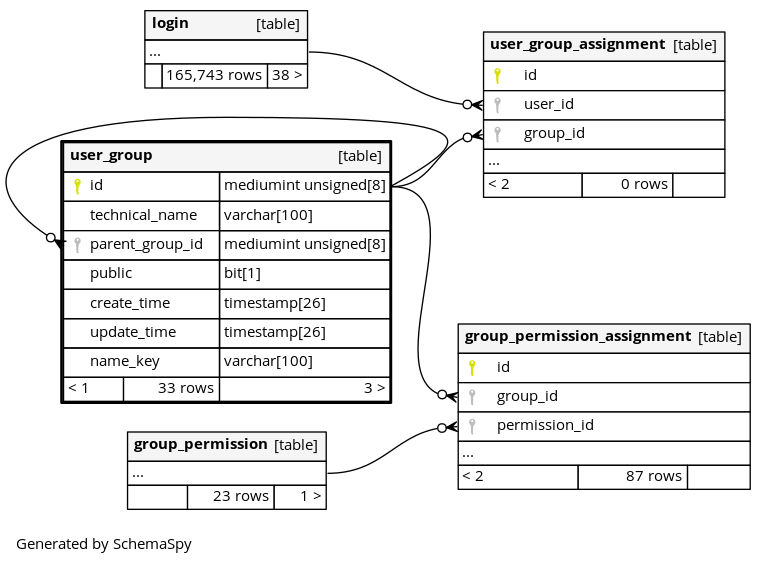 login [table]
...
165,743 rows 38 >
user_group_assignment [table]
id
user_id
group_id
...
< 2 0 rows
user_group [table]
id mediumint unsigned[8]
technical_name varchar[100]
parent_group_id mediumint unsigned[8]
public bit[1]
create_time timestamp[26]
update_time timestamp[26]
name_key varchar[100]
< 1 33 rows 3 >
group_permission_assignment [table]
id
group_id
permission_id
...
< 2 87 rows
group_permission [table]
...
23 rows 1 >
Generated by SchemaSpy